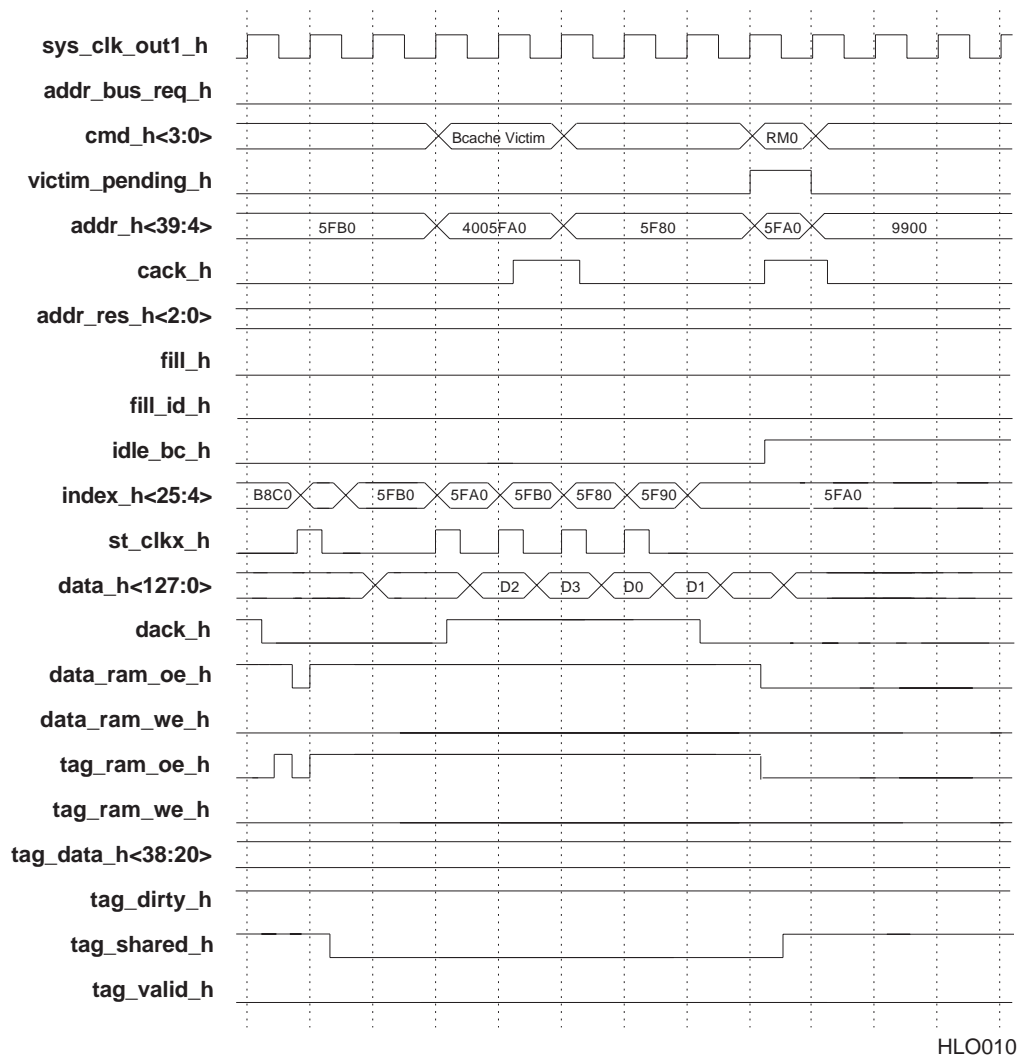 sys_clk_out1_h
addr_bus_req_h
cmd_h<3:0> Bcache Victim RM0
victim_pending_h
addr_h<39:4> 5FB0 4005FA0 5F80 5FA0 9900
cack_h
addr_res_h<2:0>
fill_h
fill_id_h
idle_bc_h
index_h<25:4> B8C0 5FB0 5FA0 5FB0 5F80 5F90 5FA0
st_clkx_h
data_h<127:0> D2 D3 D0 D1
dack_h
data_ram_oe_h
data_ram_we_h
tag_ram_oe_h
tag_ram_we_h
tag_data_h<38:20>
tag_dirty_h
tag_shared_h
tag_valid_h
HLO010